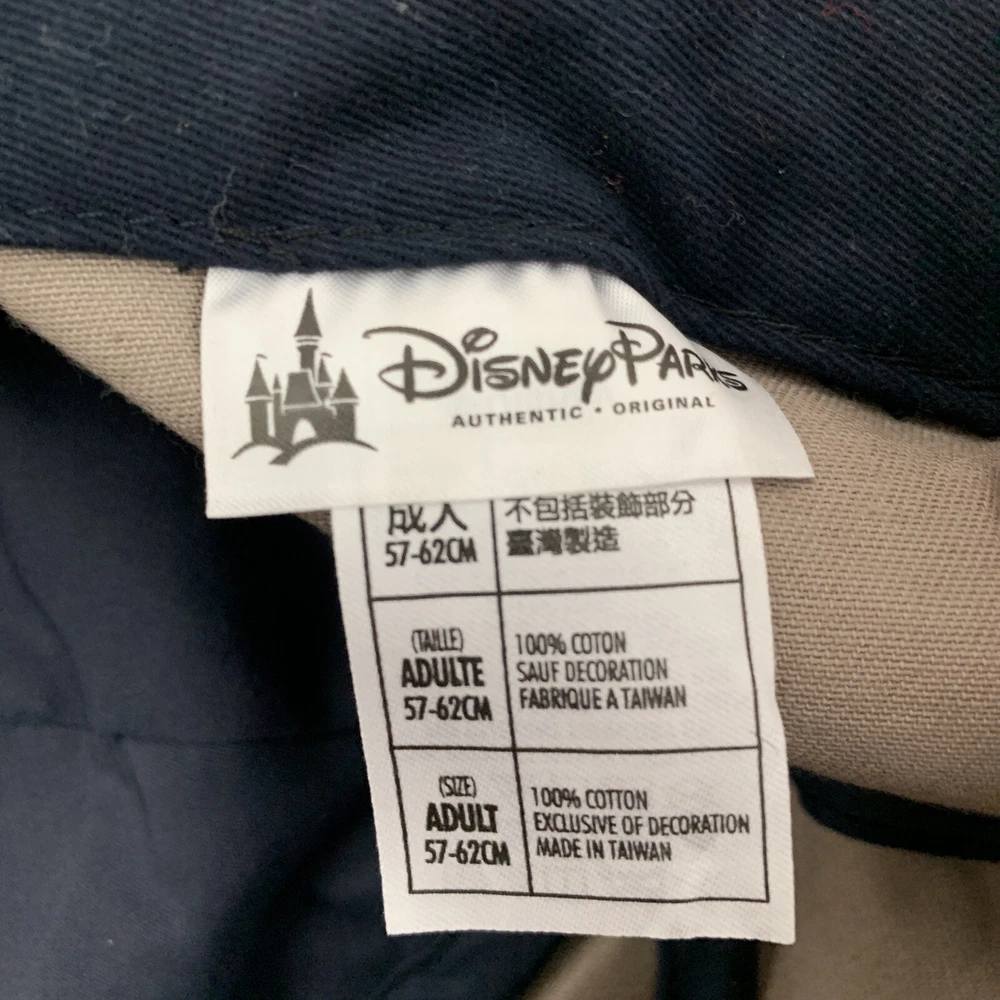 DISNEY PARKS
AUTHENTIC • ORIGINAL
成人
57-62CM
不包括裝飾部分
臺灣製造
(TAILLE)
ADULTE
57-62CM
100% COTON
SAUF DECORATION
FABRIQUE A TAIWAN
(SIZE)
ADULT
57-62CM
100% COTTON
EXCLUSIVE OF DECORATION
MADE IN TAIWAN